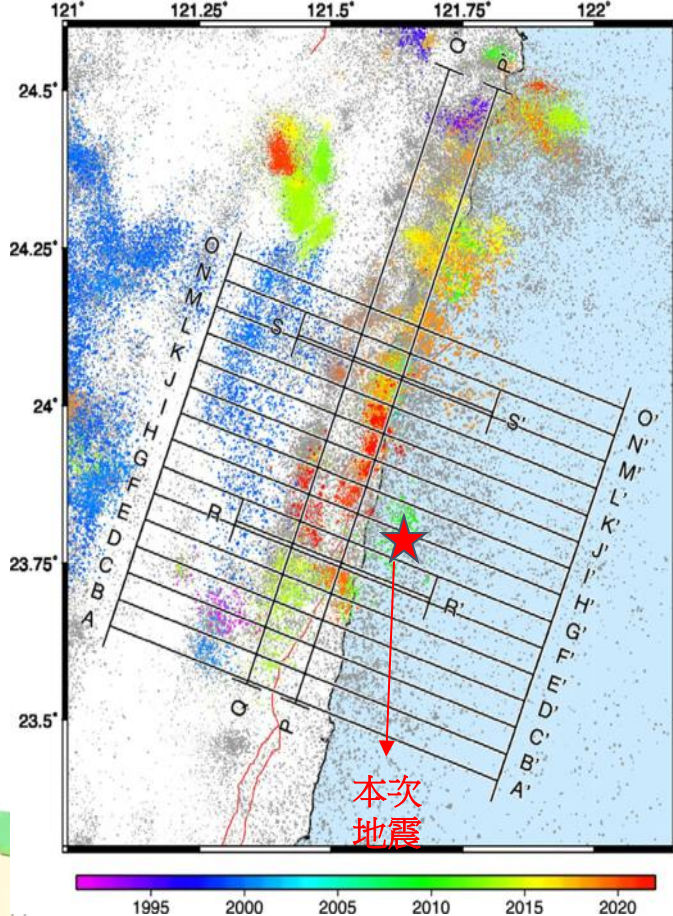 121˚ 121.25˚ 121.5˚ 121.75˚ 122˚
24.5˚
24.25˚
24˚
23.75˚
23.5˚
Q'
P'
O
N
M
L
K
J
I
H
G
F
E
D
C
B
A
S
S'
R
R'
O'
N'
M'
L'
K'
J'
I'
H'
G'
F'
E'
D'
C'
B'
A'
Q
P
本次
地震
1995 2000 2005 2010 2015 2020